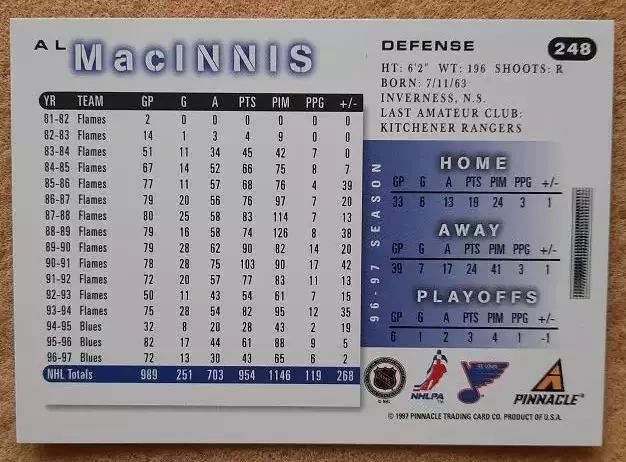 AL MacINNIS
DEFENSE
248
HT: 6'2" WT: 196 SHOOTS: R
BORN: 7/11/63
INVERNESS, N.S.
LAST AMATEUR CLUB:
KITCHENER RANGERS
YR TEAM GP G A PTS PIM PPG +/-
81-82 Flames 2 0 0 0 0 0 0
82-83 Flames 14 1 3 4 9 0 0
83-84 Flames 51 11 34 45 42 7 0
84-85 Flames 67 14 52 66 75 8 7
85-86 Flames 77 11 57 68 76 4 39
86-87 Flames 79 20 56 76 97 7 20
87-88 Flames 80 25 58 83 114 7 13
88-89 Flames 79 16 58 74 126 8 38
89-90 Flames 79 28 62 90 82 14 20
90-91 Flames 78 28 75 103 90 17 42
91-92 Flames 72 20 57 77 83 11 13
92-93 Flames 50 11 43 54 61 7 15
93-94 Flames 75 28 54 82 95 12 35
94-95 Blues 32 8 20 28 43 2 19
95-96 Blues 82 17 44 61 88 9 5
96-97 Blues 72 13 30 43 65 6 2
NHL Totals 989 251 703 954 1146 119 268
96-97 SEASON
HOME
GP G A PTS PIM PPG +/-
33 6 13 19 24 3 1
AWAY
GP G A PTS PIM PPG +/-
39 7 17 24 41 3 1
PLAYOFFS
GP G A PTS PIM PPG +/-
6 1 2 3 4 1 -1
NHL
© NHL
NHLPA
TM
ST. LOUIS
PINNACLE
© 1997 PINNACLE TRADING CARD CO. PRODUCT OF U.S.A.